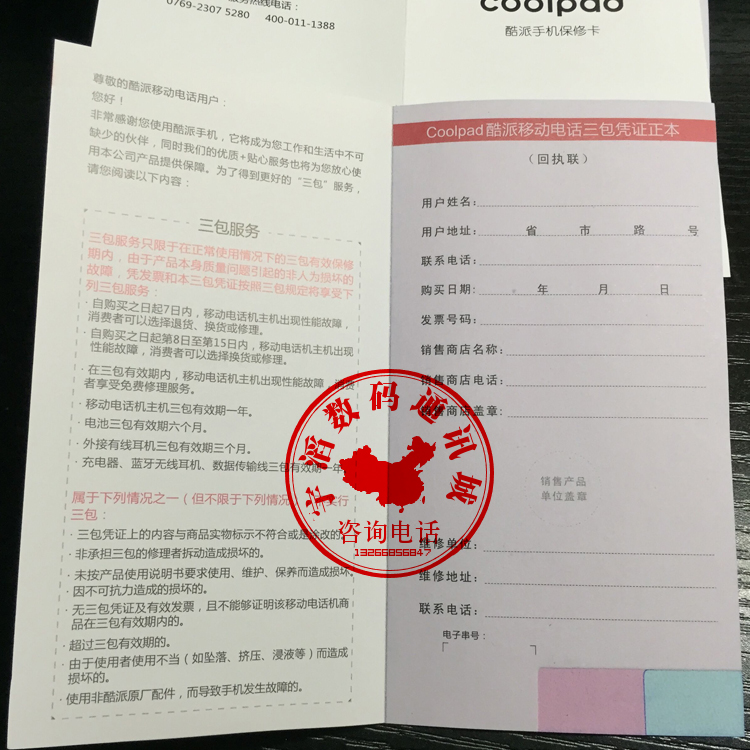 服务热线电话：
0769-2307 5280　400-011-1388
coolpad
酷派手机保修卡
尊敬的酷派移动电话用户：
您好！
非常感谢您使用酷派手机，它将成为您工作和生活中不可
缺少的伙伴，同时我们的优质+贴心服务也将为您放心使
用本公司产品提供保障。为了得到更好的“三包”服务，
请您阅读以下内容：
三包服务
三包服务只限于在正常使用情况下的三包有效保修
期内，由于产品本身质量问题引起的非人为损坏的
故障，凭发票和本三包凭证按照三包规定将享受下
列三包服务：
·自购买之日起7日内，移动电话机主机出现性能故障，
消费者可以选择退货、换货或修理。
·自购买之日起第8日至第15日内，移动电话机主机出现
性能故障，消费者可以选择换货或修理。
·在三包有效期内，移动电话机主机出现性能故障，消费
者享受免费修理服务。
·移动电话机主机三包有效期一年。
·电池三包有效期六个月。
·外接有线耳机三包有效期三个月。
·充电器、蓝牙无线耳机、数据传输线三包有效期一年
属于下列情况之一（但不限于下列情况），实行
三包：
·三包凭证上的内容与商品实物标示不符合或是涂改的
·非承担三包的修理者拆动造成损坏的。
·未按产品使用说明书要求使用、维护、保养而造成损坏
·因不可抗力造成的损坏的。
·无三包凭证及有效发票，且不能够证明该移动电话机商
品在三包有效期内的。
·超过三包有效期的。
·由于使用者使用不当（如坠落、挤压、浸液等）而造成
损坏的。
·使用非酷派原厂配件，而导致手机发生故障的。
Coolpad 酷派移动电话三包凭证正本
（回执联）
用户姓名：
用户地址： 省 市 路 号
联系电话：
购买日期： 年 月 日
发票号码：
销售商店名称：
销售商店电话：
销售商店盖章：
销售产品
单位盖章
维修单位：
维修地址：
联系电话：
电子串号：
宇滔数码通讯城
咨询电话
13266856847